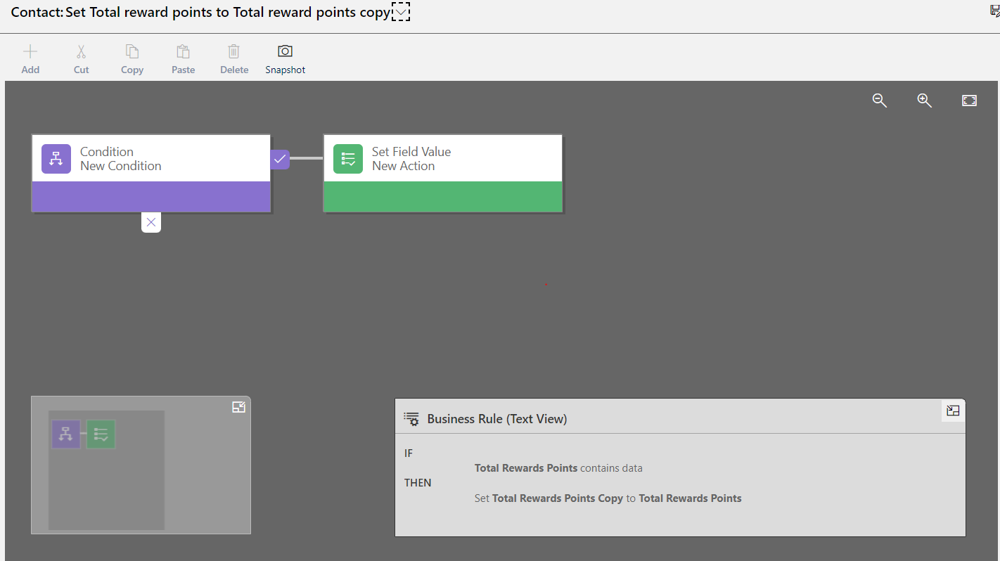 Contact: Set Total reward points to Total reward points copy
Add Cut Copy Paste Delete Snapshot
Condition
New Condition
Set Field Value
New Action
Business Rule (Text View)
IF
Total Rewards Points contains data
THEN
Set Total Rewards Points Copy to Total Rewards Points